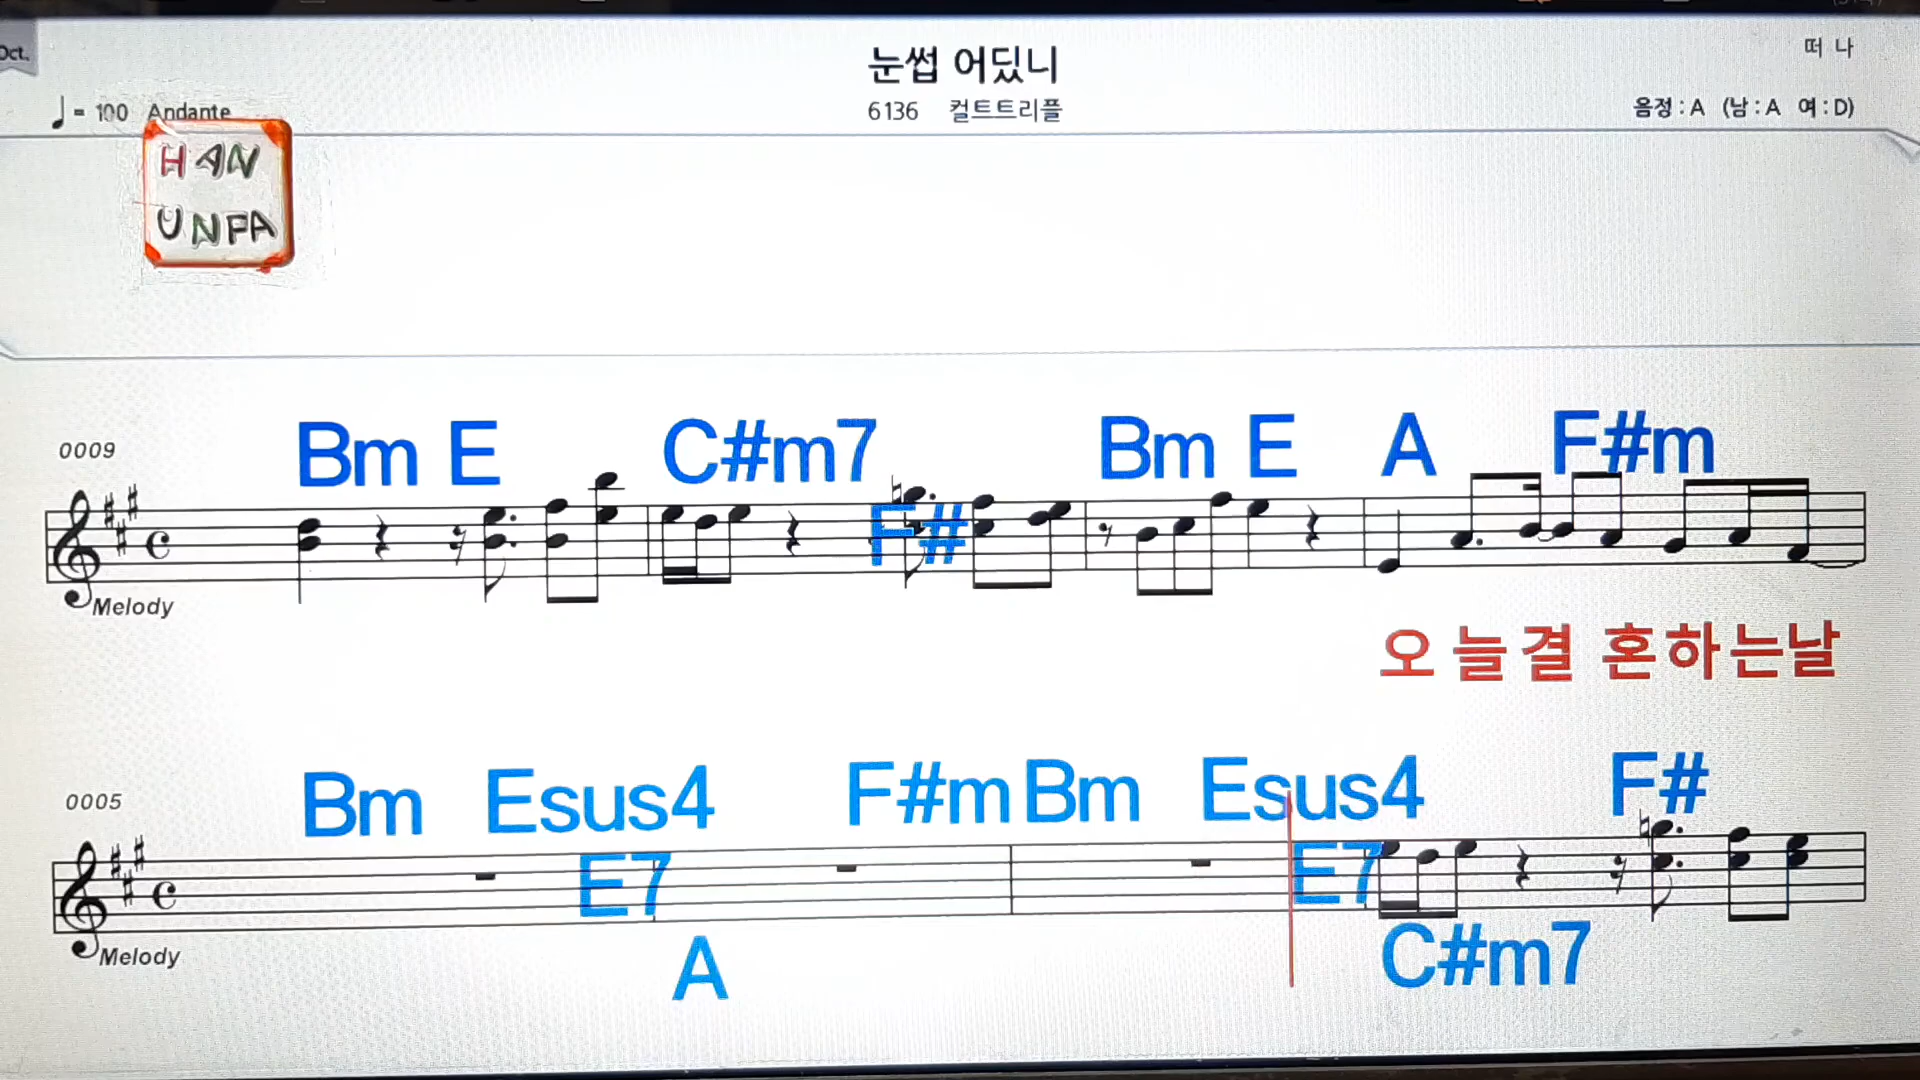 Oct.
눈썹 어딨니
떠 나
♩= 100 Andante
6136 컬트트리플
음정 : A (남 : A 여 : D)
HAN
UNFA
0009
Bm E C#m7 F# Bm E A F#m
Melody
오 늘 결 혼 하 는 날
0005
Bm Esus4 F#m Bm Esus4 F#
E7 E7
Melody
A C#m7